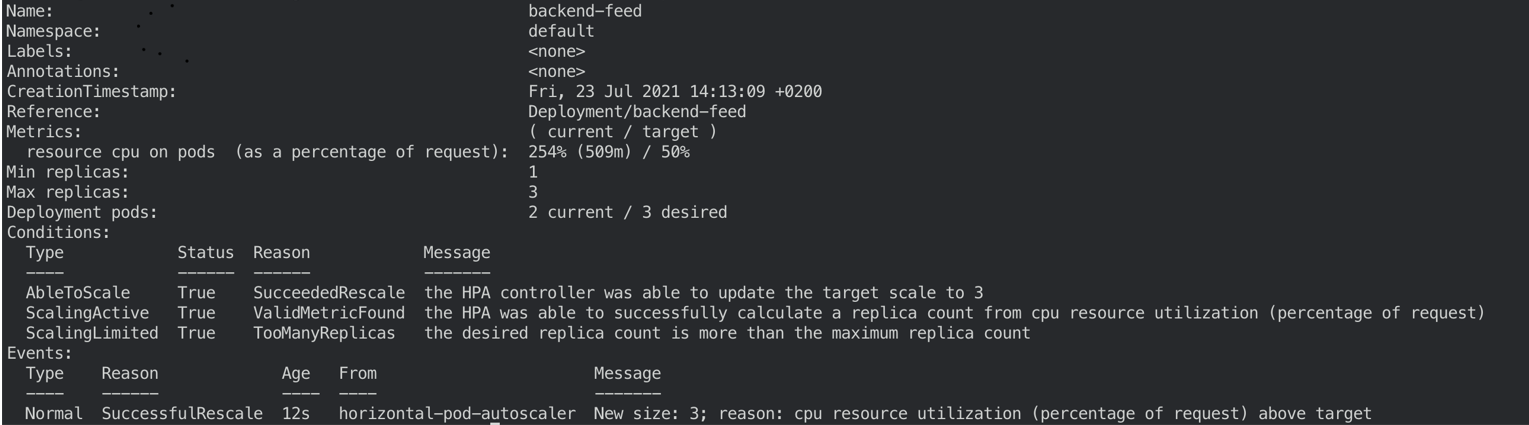 Name: backend-feed
Namespace: default
Labels: <none>
Annotations: <none>
CreationTimestamp: Fri, 23 Jul 2021 14:13:09 +0200
Reference: Deployment/backend-feed
Metrics: ( current / target )
  resource cpu on pods  (as a percentage of request):  254% (509m) / 50%
Min replicas: 1
Max replicas: 3
Deployment pods: 2 current / 3 desired
Conditions:
  Type            Status  Reason            Message
  ----            ------  ------            -------
  AbleToScale     True    SucceededRescale  the HPA controller was able to update the target scale to 3
  ScalingActive   True    ValidMetricFound  the HPA was able to successfully calculate a replica count from cpu resource utilization (percentage of request)
  ScalingLimited  True    TooManyReplicas   the desired replica count is more than the maximum replica count
Events:
  Type    Reason             Age   From                       Message
  ----    ------             ----  ----                       -------
  Normal  SuccessfulRescale  12s   horizontal-pod-autoscaler  New size: 3; reason: cpu resource utilization (percentage of request) above target